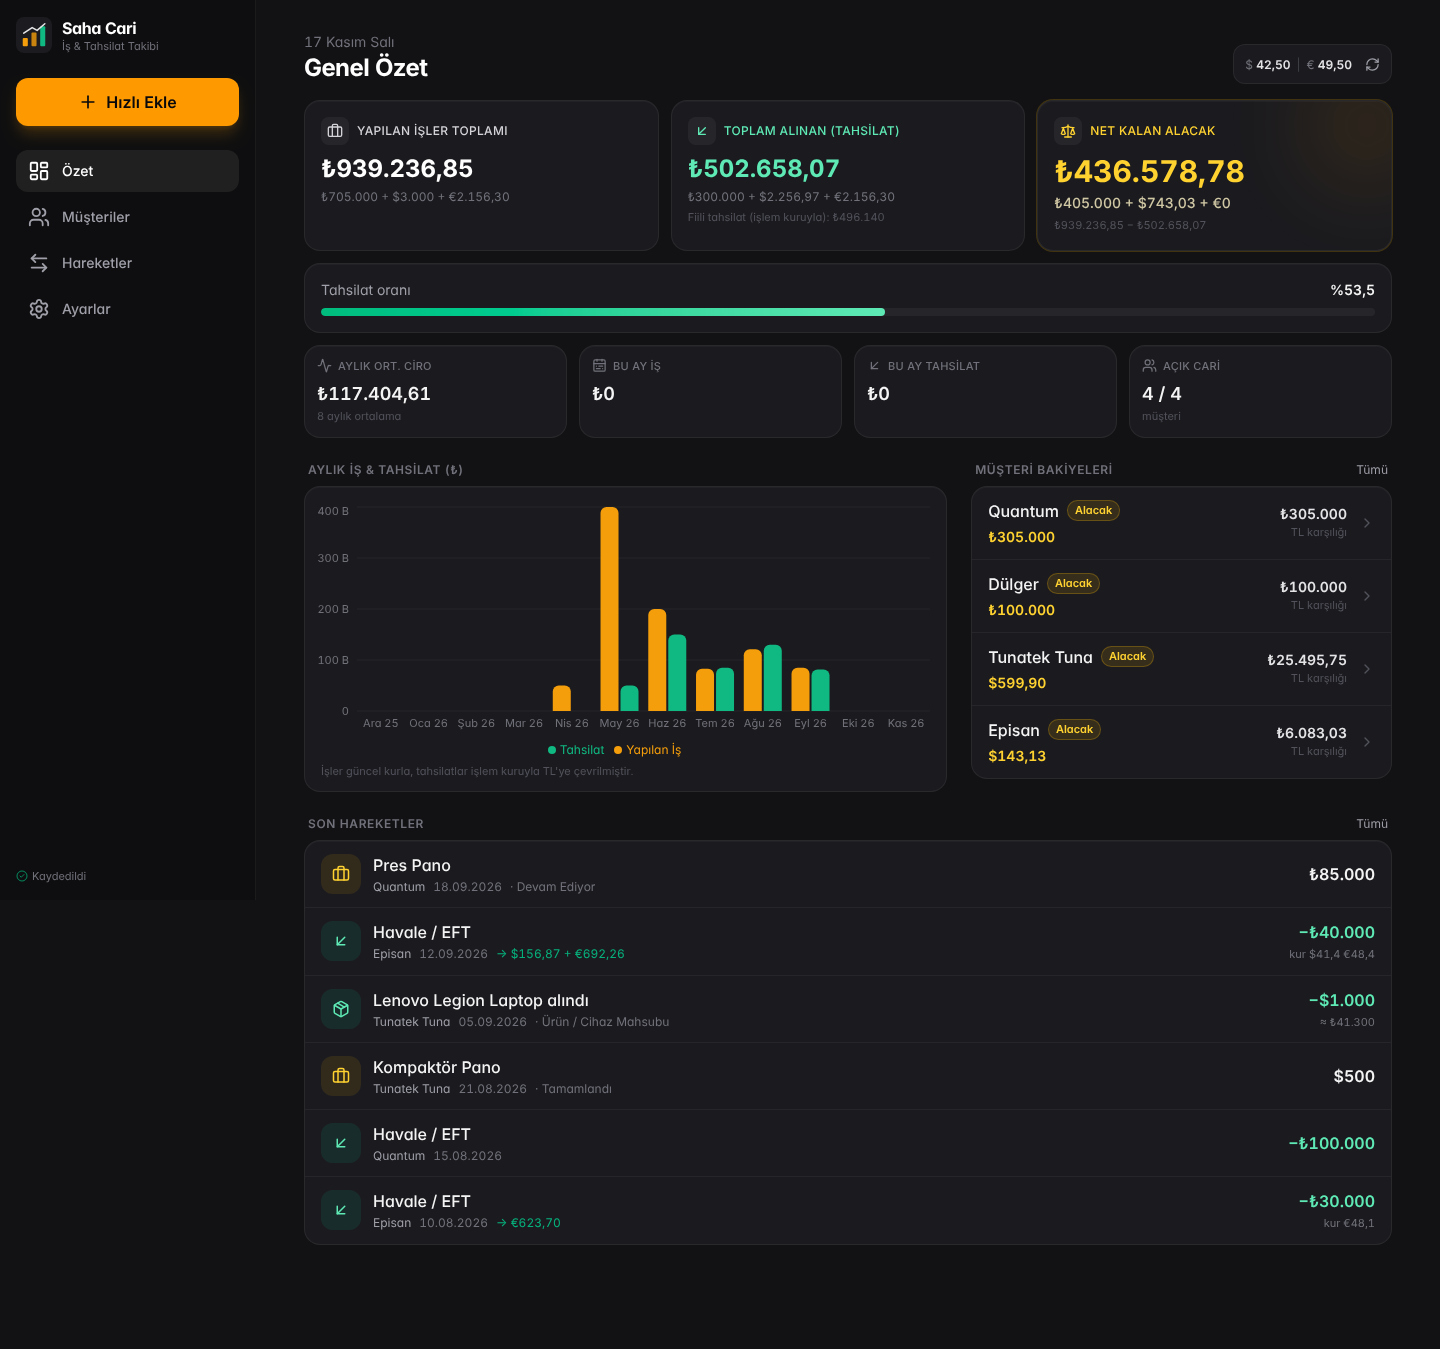 Saha Cari
İş & Tahsilat Takibi
Hızlı Ekle
Özet
Müşteriler
Hareketler
Ayarlar
Kaydedildi
17 Kasım Salı
Genel Özet
$ 42,50 | € 49,50
YAPILAN İŞLER TOPLAMI
₺939.236,85
₺705.000 + $3.000 + €2.156,30
TOPLAM ALINAN (TAHSİLAT)
₺502.658,07
₺300.000 + $2.256,97 + €2.156,30
Fiili tahsilat (işlem kuruyla): ₺496.140
NET KALAN ALACAK
₺436.578,78
₺405.000 + $743,03 + €0
₺939.236,85 − ₺502.658,07
Tahsilat oranı %53,5
AYLIK ORT. CİRO
₺117.404,61
8 aylık ortalama
BU AY İŞ
₺0
BU AY TAHSİLAT
₺0
AÇIK CARİ
4 / 4
müşteri
AYLIK İŞ & TAHSİLAT (₺)
400 B
300 B
200 B
100 B
0
Ara 25 Oca 26 Şub 26 Mar 26 Nis 26 May 26 Haz 26 Tem 26 Ağu 26 Eyl 26 Eki 26 Kas 26
Tahsilat Yapılan İş
İşler güncel kurla, tahsilatlar işlem kuruyla TL'ye çevrilmiştir.
MÜŞTERİ BAKİYELERİ Tümü
Quantum Alacak
₺305.000
₺305.000
TL karşılığı
Dülger Alacak
₺100.000
₺100.000
TL karşılığı
Tunatek Tuna Alacak
$599,90
₺25.495,75
TL karşılığı
Episan Alacak
$143,13
₺6.083,03
TL karşılığı
SON HAREKETLER Tümü
Pres Pano
Quantum 18.09.2026 · Devam Ediyor
₺85.000
Havale / EFT
Episan 12.09.2026 → $156,87 + €692,26
−₺40.000
kur $41,4 €48,4
Lenovo Legion Laptop alındı
Tunatek Tuna 05.09.2026 · Ürün / Cihaz Mahsubu
−$1.000
≈ ₺41.300
Kompaktör Pano
Tunatek Tuna 21.08.2026 · Tamamlandı
$500
Havale / EFT
Quantum 15.08.2026
−₺100.000
Havale / EFT
Episan 10.08.2026 → €623,70
−₺30.000
kur €48,1